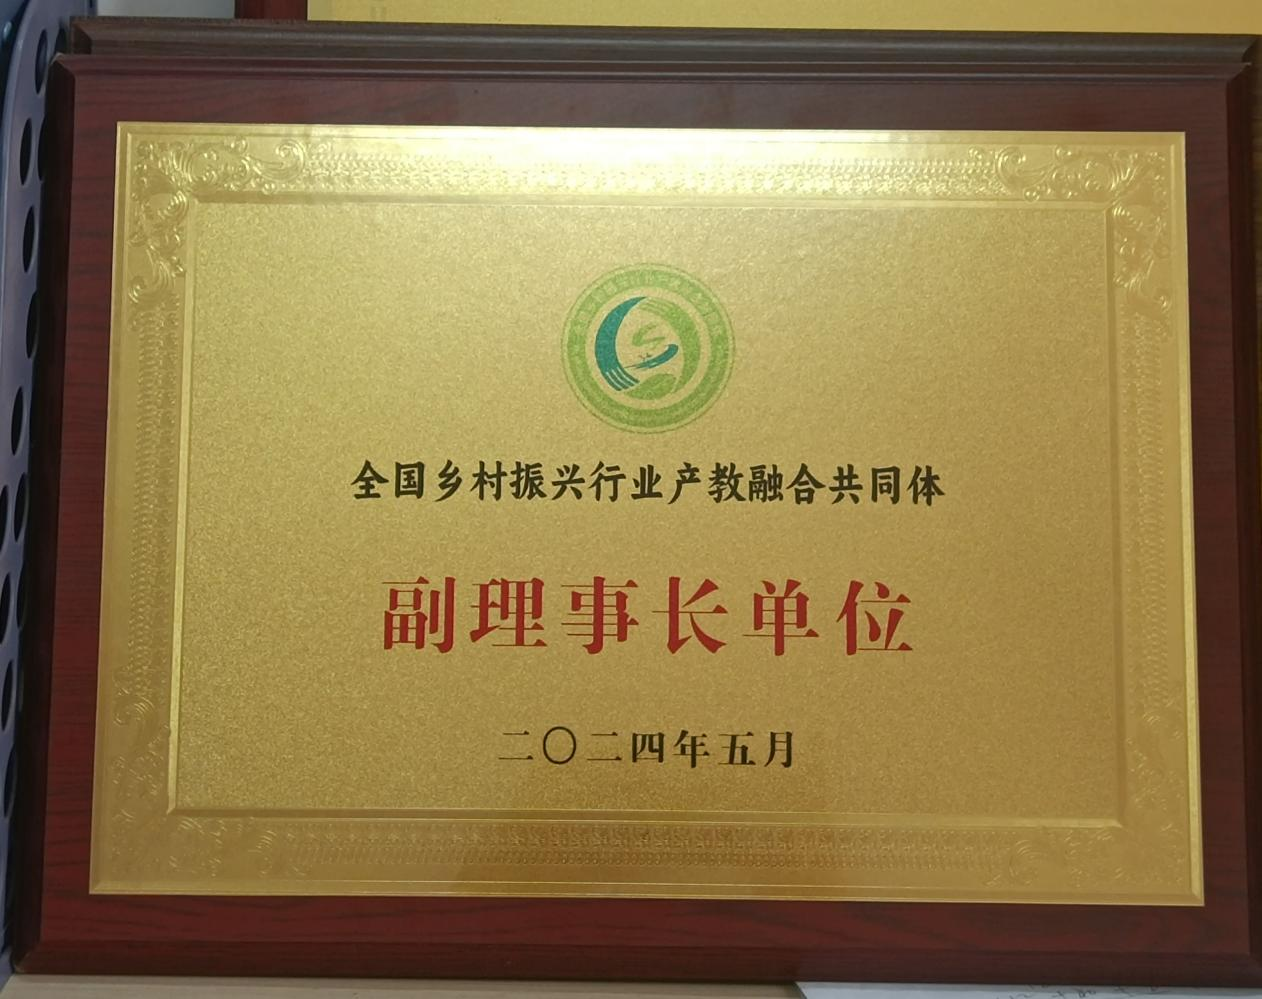 全国乡村振兴行业产教融合共同体
副理事长单位
二〇二四年五月